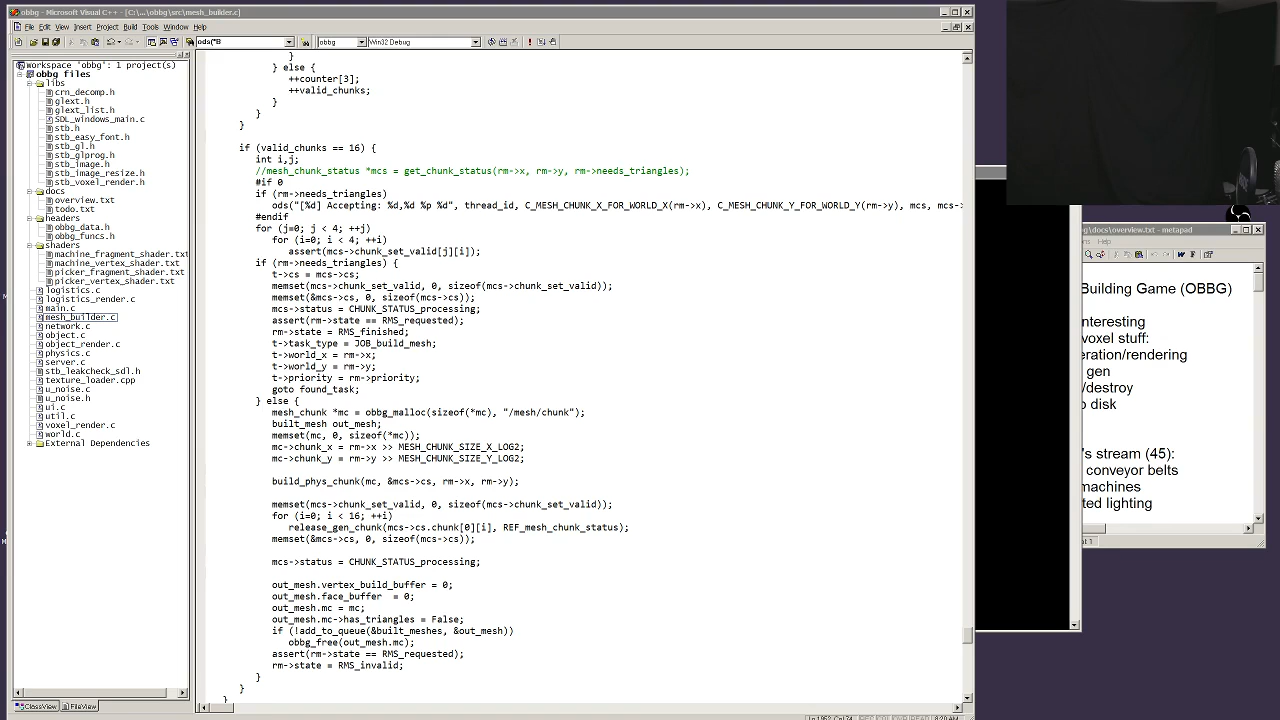 obbg - Microsoft Visual C++ - [C:\...\obbg\src\mesh_builder.c]
File Edit View Insert Project Build Tools Window Help
ods("B
obbg
Win32 Debug
workspace 'obbg': 1 project(s)
obbg files
libs
crn_decomp.h
glext.h
glext_list.h
SDL_windows_main.c
stb.h
stb_easy_font.h
stb_gl.h
stb_glprog.h
stb_image.h
stb_image_resize.h
stb_voxel_render.h
docs
overview.txt
todo.txt
headers
obbg_data.h
obbg_funcs.h
shaders
machine_fragment_shader.txt
machine_vertex_shader.txt
picker_fragment_shader.txt
picker_vertex_shader.txt
logistics.c
logistics_render.c
main.c
mesh_builder.c
network.c
object.c
object_render.c
physics.c
server.c
stb_leakcheck_sdl.h
texture_loader.cpp
u_noise.c
u_noise.h
ui.c
util.c
voxel_render.c
world.c
External Dependencies
ClassView
FileView
}
} else {
++counter[3];
++valid_chunks;
}
}
}
if (valid_chunks == 16) {
int i,j;
//mesh_chunk_status *mcs = get_chunk_status(rm->x, rm->y, rm->needs_triangles);
#if 0
if (rm->needs_triangles)
ods("[%d] Accepting: %d,%d %p %d", thread_id, C_MESH_CHUNK_X_FOR_WORLD_X(rm->x), C_MESH_CHUNK_Y_FOR_WORLD_Y(rm->y), mcs, mcs->
#endif
for (j=0; j < 4; ++j)
for (i=0; i < 4; ++i)
assert(mcs->chunk_set_valid[j][i]);
if (rm->needs_triangles) {
t->cs = mcs->cs;
memset(mcs->chunk_set_valid, 0, sizeof(mcs->chunk_set_valid));
memset(&mcs->cs, 0, sizeof(mcs->cs));
mcs->status = CHUNK_STATUS_processing;
assert(rm->state == RMS_requested);
rm->state = RMS_finished;
t->task_type = JOB_build_mesh;
t->world_x = rm->x;
t->world_y = rm->y;
t->priority = rm->priority;
goto found_task;
} else {
mesh_chunk *mc = obbg_malloc(sizeof(*mc), "/mesh/chunk");
built_mesh out_mesh;
memset(mc, 0, sizeof(*mc));
mc->chunk_x = rm->x >> MESH_CHUNK_SIZE_X_LOG2;
mc->chunk_y = rm->y >> MESH_CHUNK_SIZE_Y_LOG2;
build_phys_chunk(mc, &mcs->cs, rm->x, rm->y);
memset(mcs->chunk_set_valid, 0, sizeof(mcs->chunk_set_valid));
for (i=0; i < 16; ++i)
release_gen_chunk(mcs->cs.chunk[0][i], REF_mesh_chunk_status);
memset(&mcs->cs, 0, sizeof(mcs->cs));
mcs->status = CHUNK_STATUS_processing;
out_mesh.vertex_build_buffer = 0;
out_mesh.face_buffer = 0;
out_mesh.mc = mc;
out_mesh.mc->has_triangles = False;
if (!add_to_queue(&built_meshes, &out_mesh))
obbg_free(out_mesh.mc);
assert(rm->state == RMS_requested);
rm->state = RMS_invalid;
}
}
}
bg\docs\overview.txt - metapad
ns Help
Building Game (OBBG)
nteresting
voxel stuff:
eration/rendering
gen
/destroy
o disk
's stream (45):
conveyor belts
machines
ted lighting